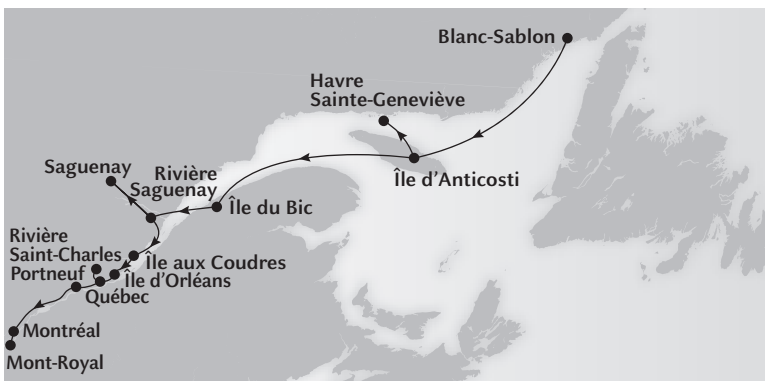 Blanc-Sablon
Havre
Sainte-Geneviève
Île d'Anticosti
Saguenay
Rivière
Saguenay
Île du Bic
Rivière
Saint-Charles
Île aux Coudres
Portneuf
Île d'Orléans
Québec
Montréal
Mont-Royal